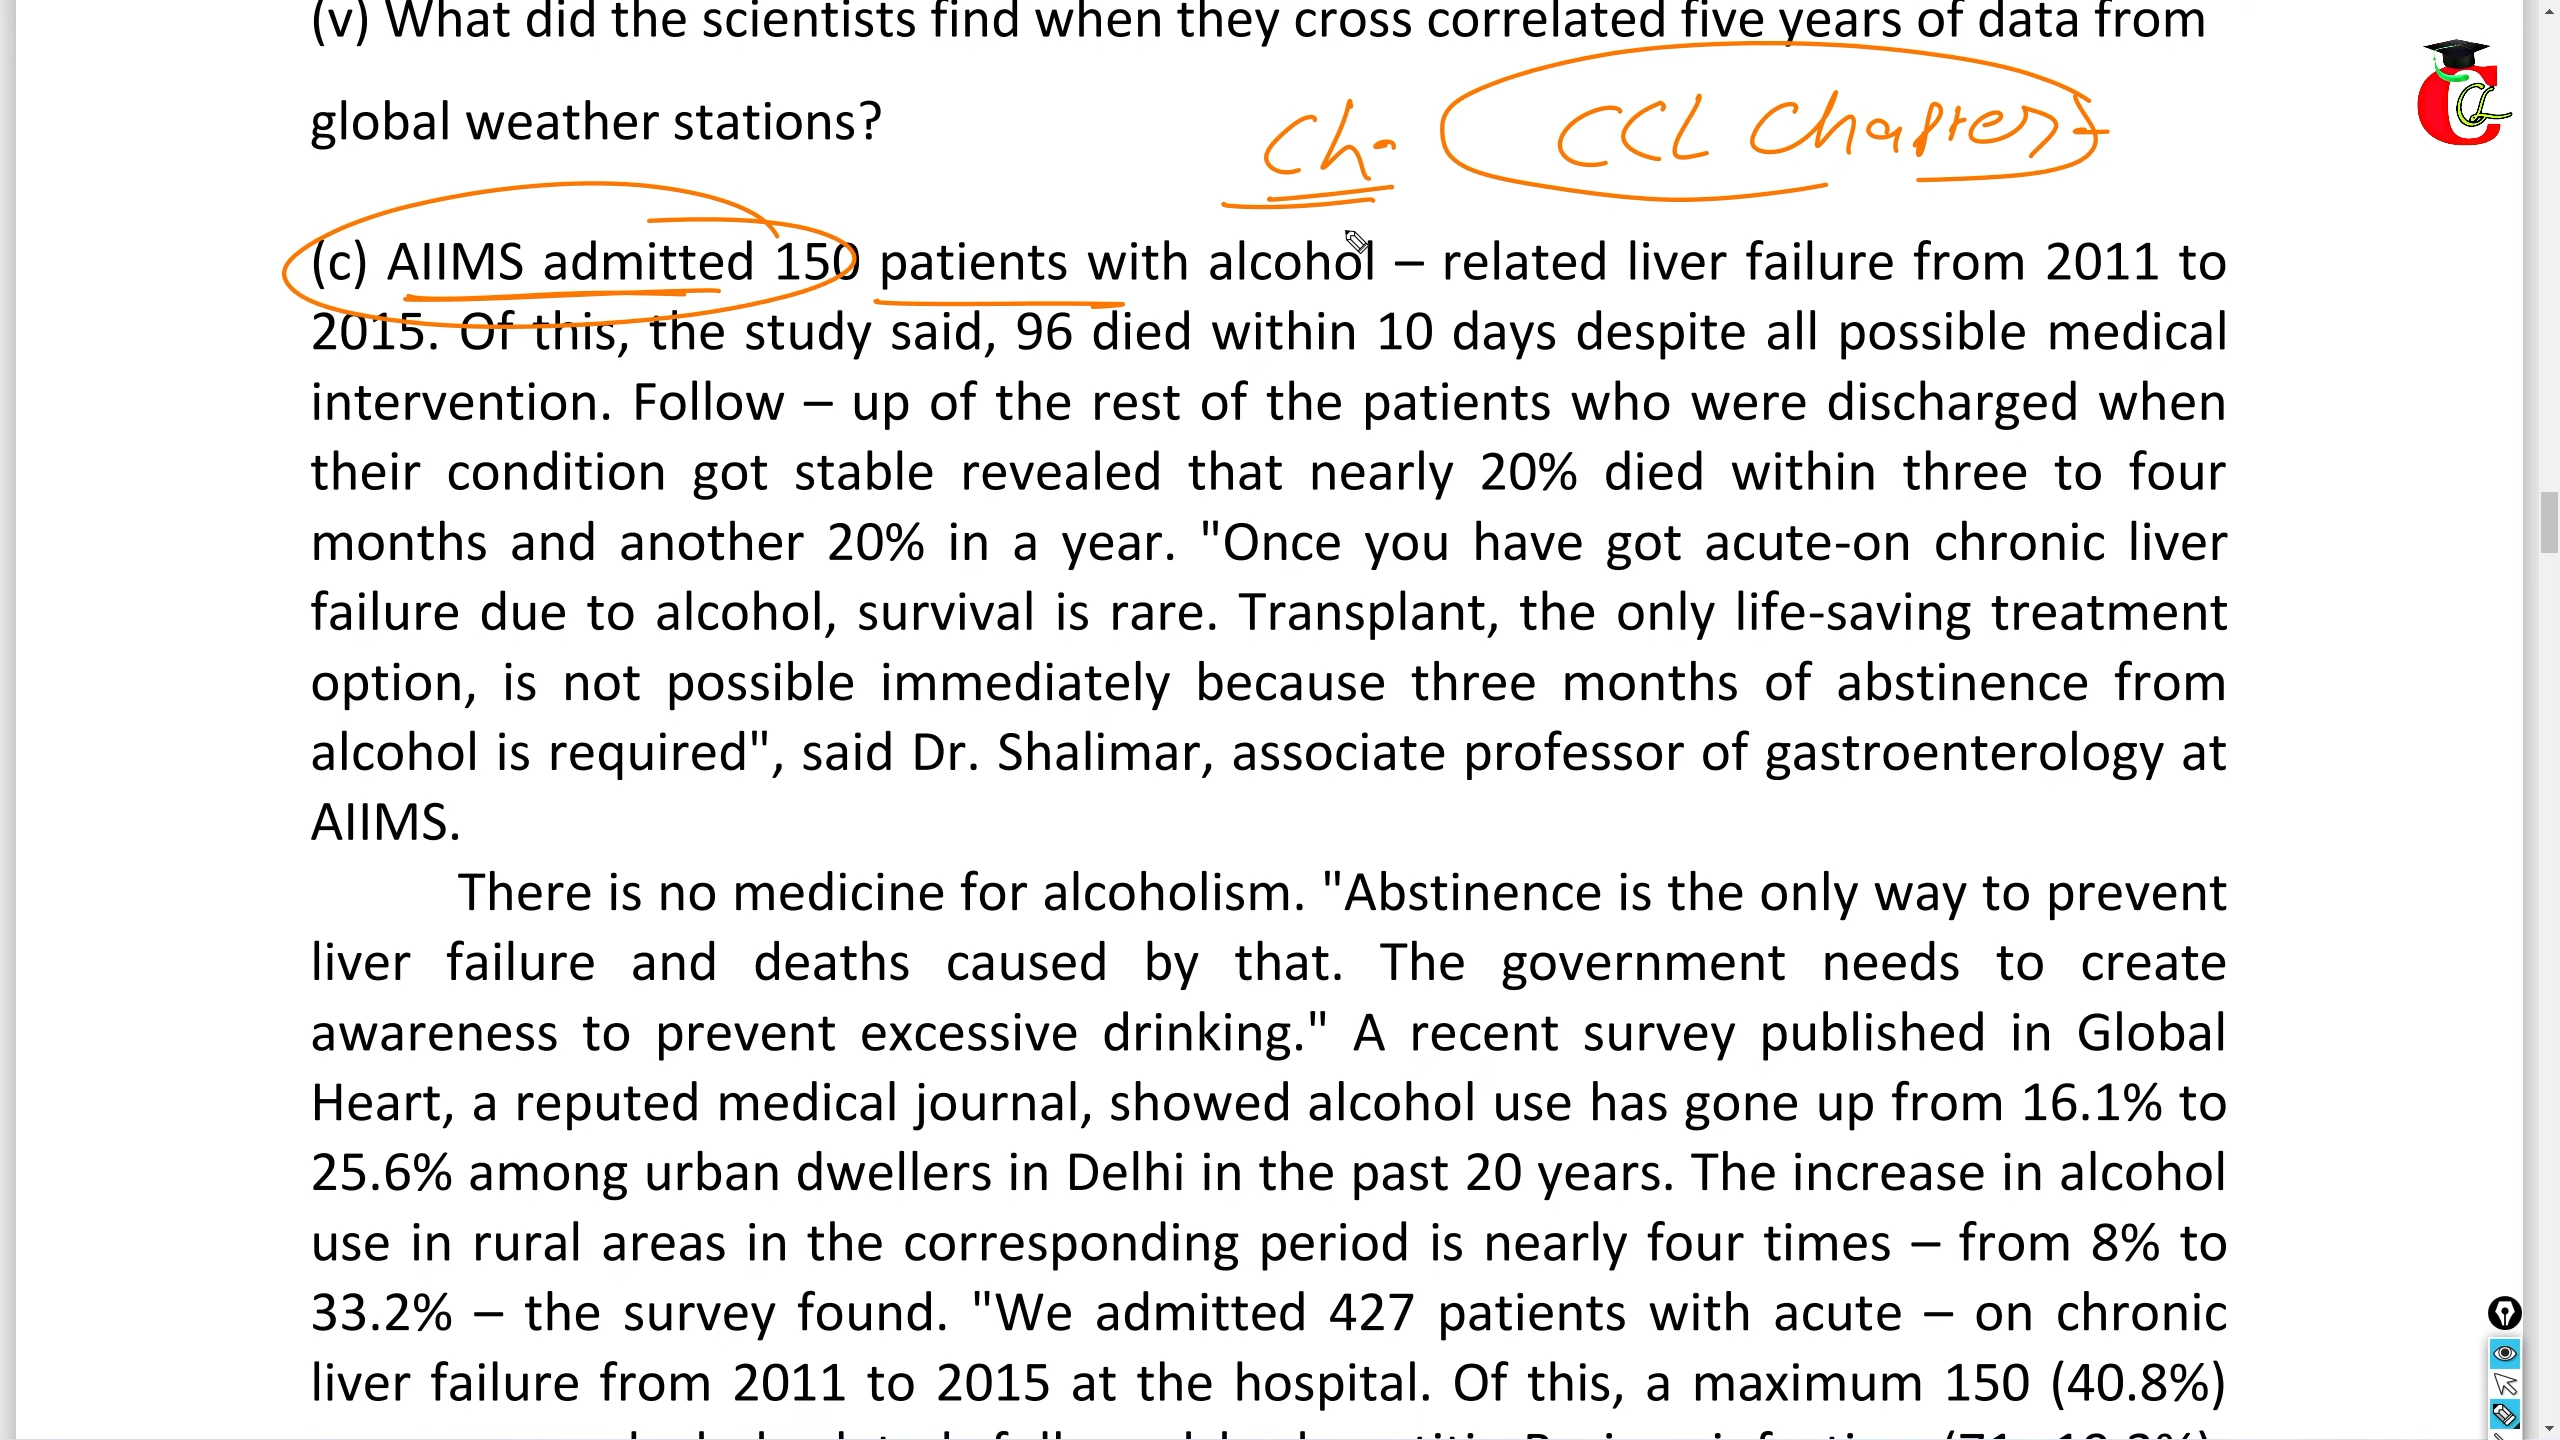 (v) What did the scientists find when they cross correlated five years of data from
global weather stations?
Ch. CCL Chapters
(c) AIIMS admitted 150 patients with alcohol – related liver failure from 2011 to
2015. Of this, the study said, 96 died within 10 days despite all possible medical
intervention. Follow – up of the rest of the patients who were discharged when
their condition got stable revealed that nearly 20% died within three to four
months and another 20% in a year. "Once you have got acute-on chronic liver
failure due to alcohol, survival is rare. Transplant, the only life-saving treatment
option, is not possible immediately because three months of abstinence from
alcohol is required", said Dr. Shalimar, associate professor of gastroenterology at
AIIMS.
There is no medicine for alcoholism. "Abstinence is the only way to prevent
liver failure and deaths caused by that. The government needs to create
awareness to prevent excessive drinking." A recent survey published in Global
Heart, a reputed medical journal, showed alcohol use has gone up from 16.1% to
25.6% among urban dwellers in Delhi in the past 20 years. The increase in alcohol
use in rural areas in the corresponding period is nearly four times – from 8% to
33.2% – the survey found. "We admitted 427 patients with acute – on chronic
liver failure from 2011 to 2015 at the hospital. Of this, a maximum 150 (40.8%)